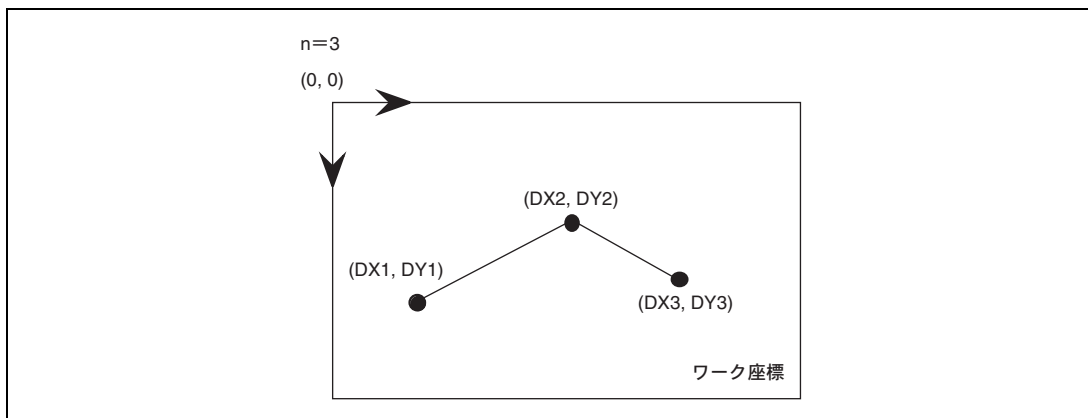 n＝3
(0, 0)
(DX2, DY2)
(DX1, DY1)
(DX3, DY3)
ワーク座標